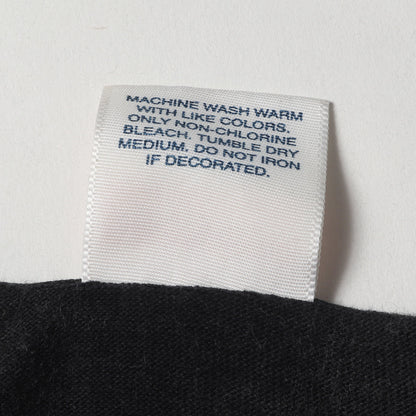 MACHINE WASH WARM
WITH LIKE COLORS.
ONLY NON-CHLORINE
BLEACH. TUMBLE DRY
MEDIUM. DO NOT IRON
IF DECORATED.